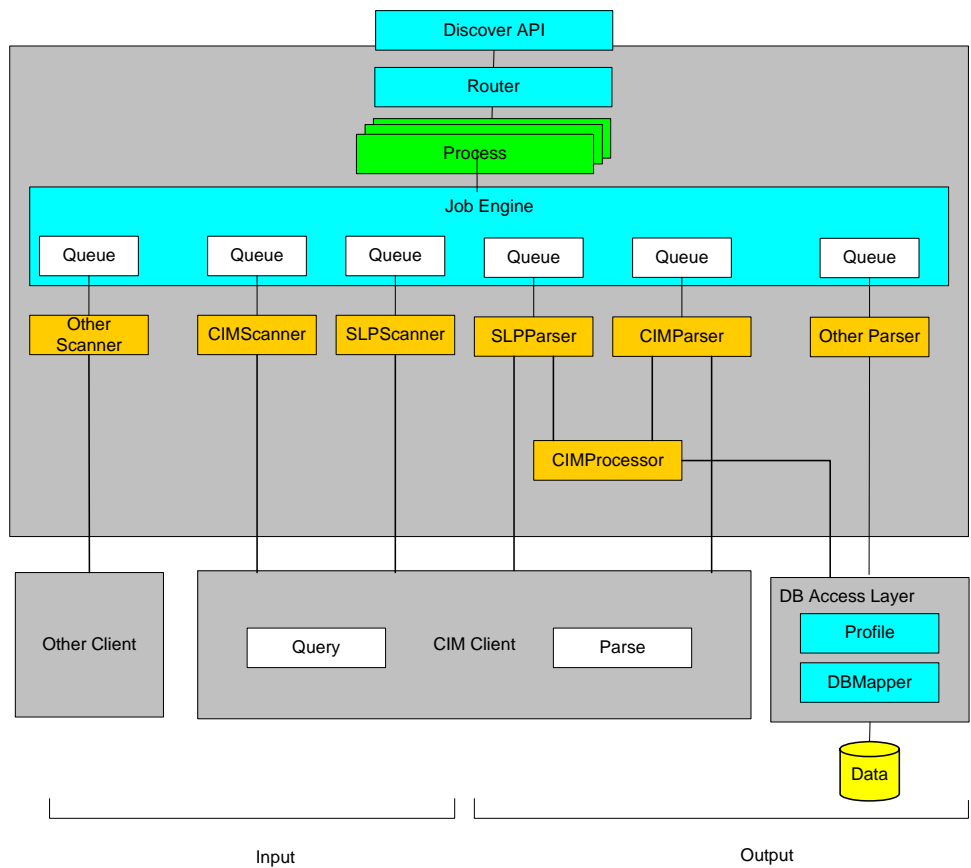 Discover API
Router
Process
Job Engine
Queue
Queue
Queue
Queue
Queue
Queue
Other
Scanner
CIMScanner
SLPScanner
SLPParser
CIMParser
Other Parser
CIMProcessor
Other Client
Query
CIM Client
Parse
DB Access Layer
Profile
DBMapper
Data
Input
Output